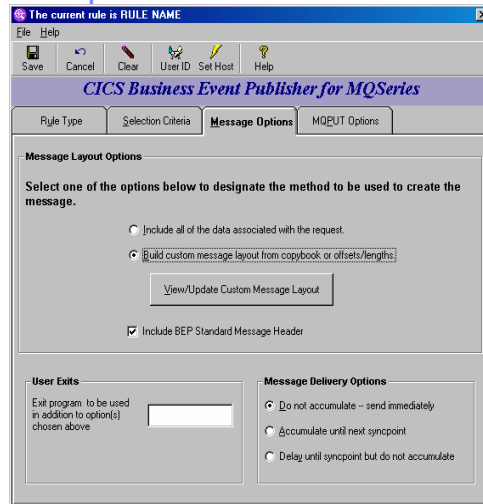 The current rule is RULE NAME
File Help
Save Cancel Clear User ID Set Host Help
CICS Business Event Publisher for MQSeries
Rule Type Selection Criteria Message Options MQPUT Options
Message Layout Options
Select one of the options below to designate the method to be used to create the
message.
Include all of the data associated with the request.
Build custom message layout from copybook or offsets/lengths.
View/Update Custom Message Layout
Include BEP Standard Message Header
User Exits
Exit program to be used
in addition to option(s)
chosen above
Message Delivery Options
Do not accumulate -- send immediately
Accumulate until next syncpoint
Delay until syncpoint but do not accumulate